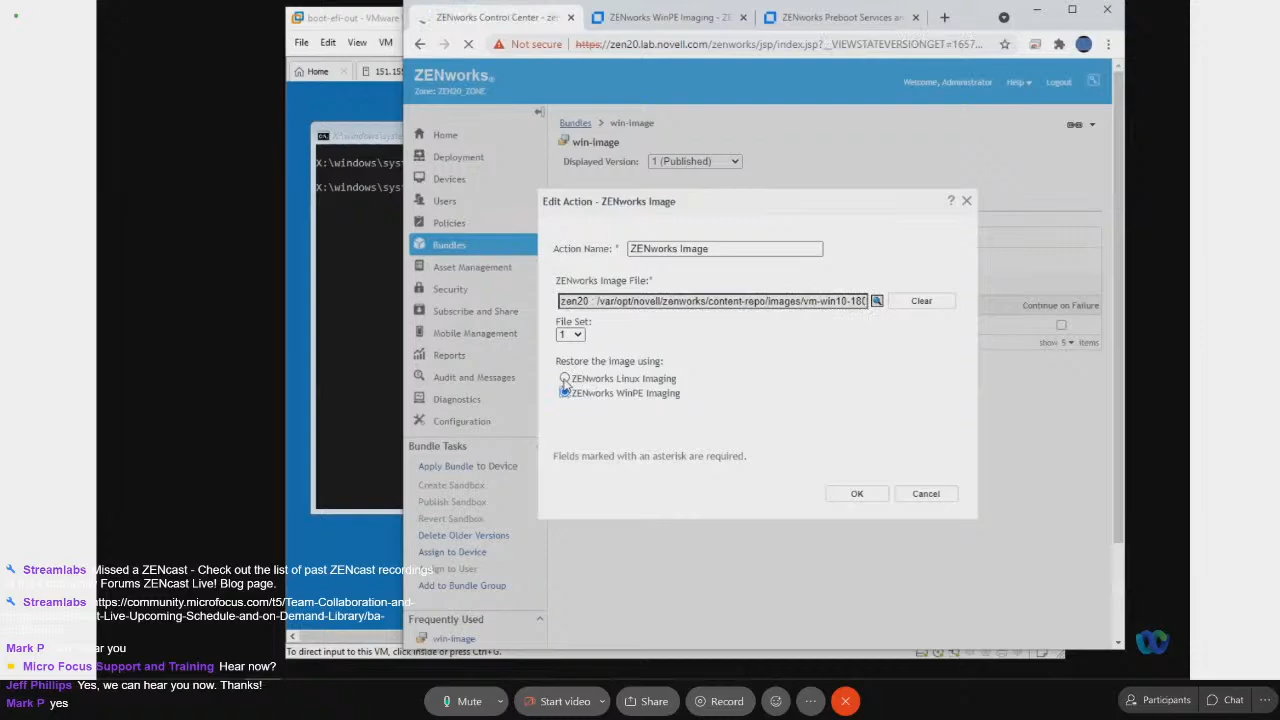 boot-efi-out - VMware
File Edit View VM
Home
151.15
X:\windows\syst
X:\windows\syst
ZENworks Control Center - zen
ZENworks WinPE Imaging - ZE
ZENworks Preboot Services an
Not secure
https://zen20.lab.novell.com/zenworks/jsp/index.jsp?_VIEWSTATEVERSIONGET=1657...
ZENworks
Zone: ZEN20_ZONE
Welcome, Administrator
Help
Logout
Home
Deployment
Devices
Users
Policies
Bundles
Asset Management
Security
Subscribe and Share
Mobile Management
Reports
Audit and Messages
Diagnostics
Configuration
Bundle Tasks
Apply Bundle to Device
Create Sandbox
Publish Sandbox
Revert Sandbox
Delete Older Versions
Assign to Device
gn to User
Add to Bundle Group
Frequently Used
win-image
Bundles > win-image
win-image
Displayed Version: 1 (Published)
Continue on Failure
show 5 items
Edit Action - ZENworks Image
Action Name: * ZENworks Image
ZENworks Image File:*
zen20 : /var/opt/novell/zenworks/content-repo/images/vm-win10-180
Clear
File Set:
1
Restore the image using:
ZENworks Linux Imaging
ZENworks WinPE Imaging
Fields marked with an asterisk are required.
OK
Cancel
To direct input to this VM, click inside or press Ctrl+G.
Streamlabs Missed a ZENcast - Check out the list of past ZENcast recordings
Forums ZENcast Live! Blog page.
Streamlabs https://community.microfocus.com/t5/Team-Collaboration-and-
t-Live-Upcoming-Schedule-and-on-Demand-Library/ba-
Mark P you
Micro Focus Support and Training Hear now?
Jeff Phillips Yes, we can hear you now. Thanks!
Mark P yes
Mute
Start video
Share
Record
Participants
Chat